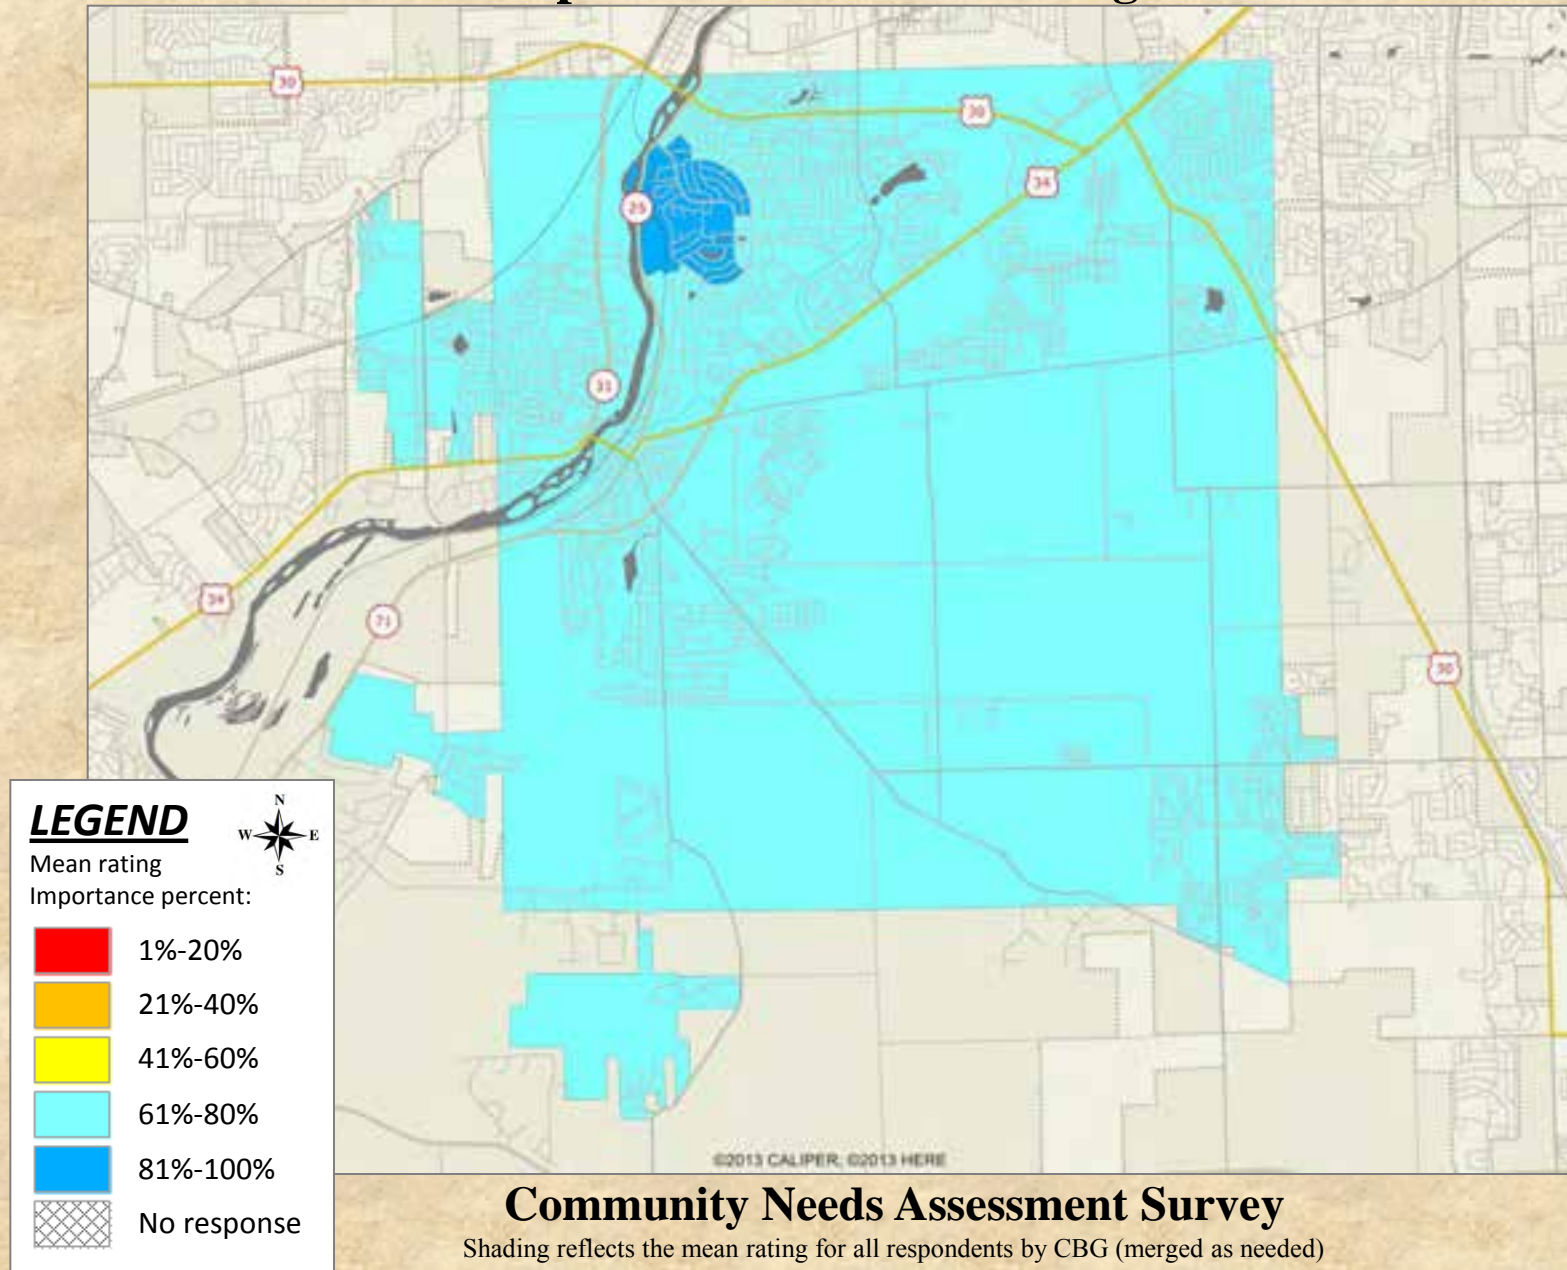 30
30
34
25
31
34
71
30
LEGEND
N
W E
S
Mean rating
Importance percent:
1%-20%
21%-40%
41%-60%
61%-80%
81%-100%
No response
©2013 CALIPER, ©2013 HERE
Community Needs Assessment Survey
Shading reflects the mean rating for all respondents by CBG (merged as needed)